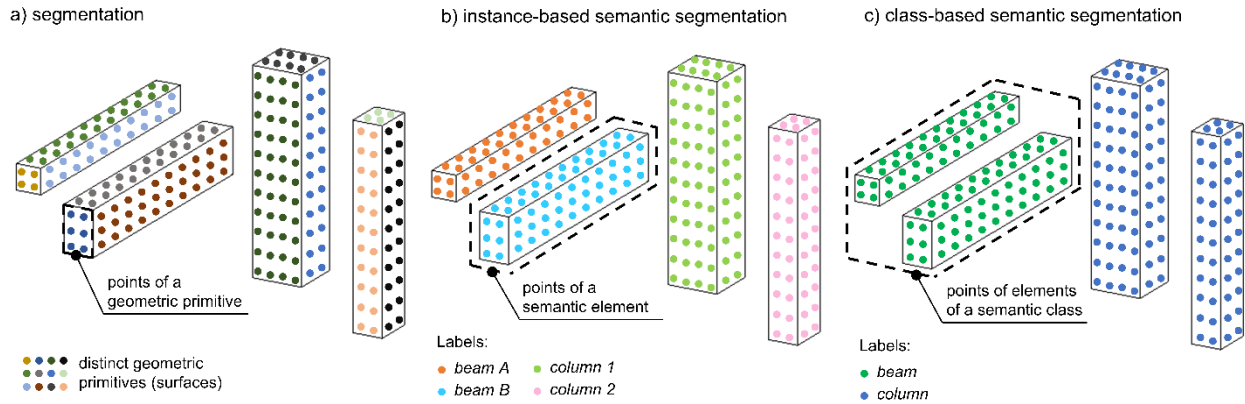 a) segmentation
points of a
geometric primitive
distinct geometric
primitives (surfaces)
b) instance-based semantic segmentation
points of a
semantic element
Labels:
beam A
column 1
beam B
column 2
c) class-based semantic segmentation
points of elements
of a semantic class
Labels:
beam
column